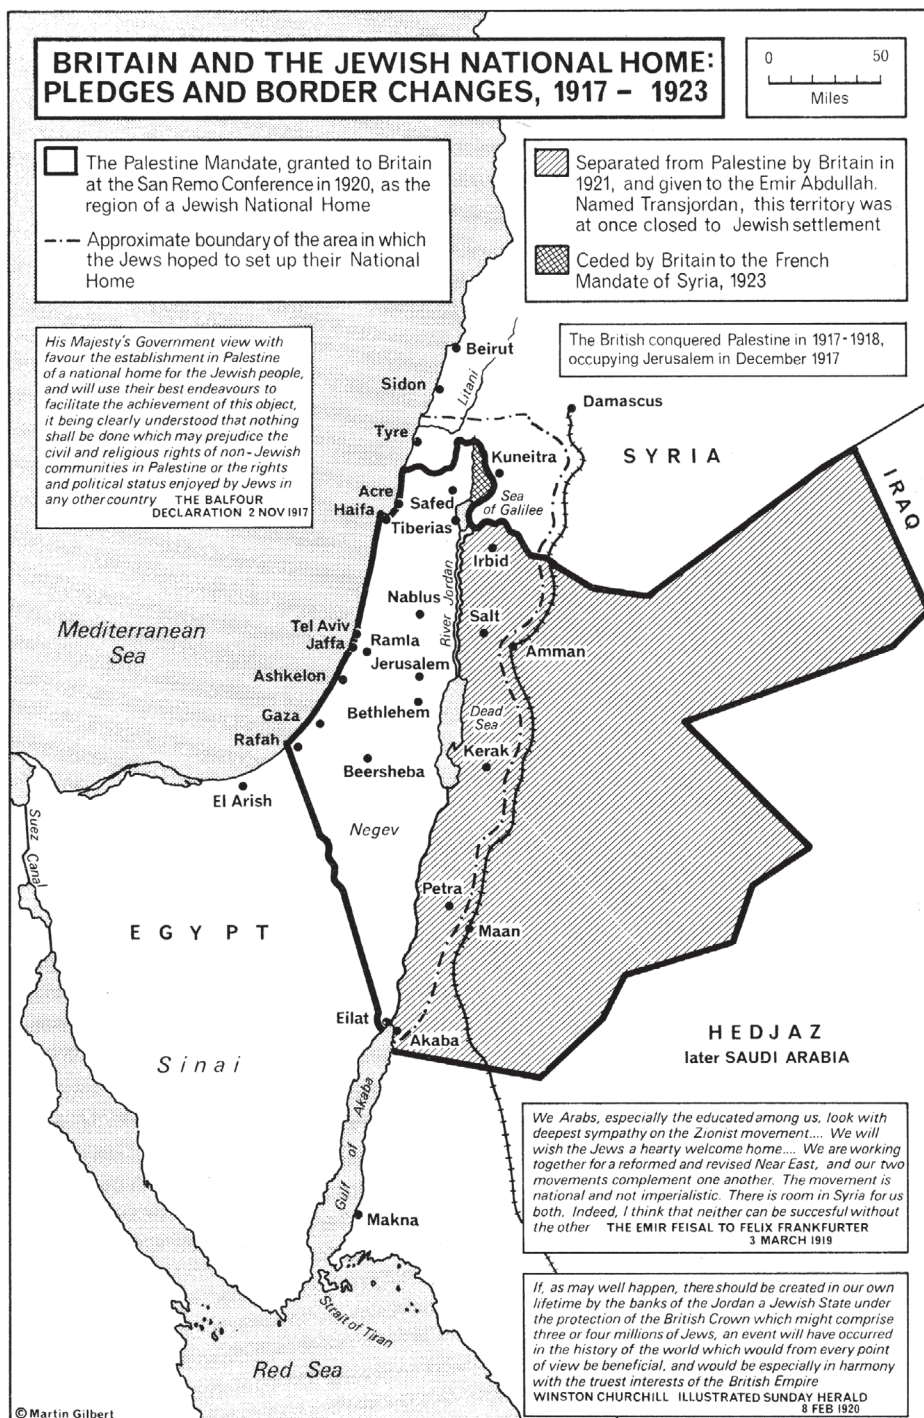 BRITAIN AND THE JEWISH NATIONAL HOME:
PLEDGES AND BORDER CHANGES, 1917 – 1923
0 50
Miles
The Palestine Mandate, granted to Britain
at the San Remo Conference in 1920, as the
region of a Jewish National Home
Approximate boundary of the area in which
the Jews hoped to set up their National
Home
Separated from Palestine by Britain in
1921, and given to the Emir Abdullah.
Named Transjordan, this territory was
at once closed to Jewish settlement
Ceded by Britain to the French
Mandate of Syria, 1923
His Majesty's Government view with
favour the establishment in Palestine
of a national home for the Jewish people,
and will use their best endeavours to
facilitate the achievement of this object,
it being clearly understood that nothing
shall be done which may prejudice the
civil and religious rights of non-Jewish
communities in Palestine or the rights
and political status enjoyed by Jews in
any other country THE BALFOUR
DECLARATION 2 NOV 1917
The British conquered Palestine in 1917-1918,
occupying Jerusalem in December 1917
Beirut
Litani
Sidon
Damascus
Tyre
Kuneitra
SYRIA
IRAQ
Acre
Safed
Sea
of Galilee
Haifa
Tiberias
Irbid
River Jordan
Nablus
Salt
Mediterranean
Sea
Tel Aviv
Jaffa
Ramla
Amman
Jerusalem
Ashkelon
Gaza
Bethlehem
Dead
Sea
Rafah
Kerak
Beersheba
El Arish
Suez Canal
Negev
Petra
EGYPT
Maan
Eilat
Akaba
HEDJAZ
later SAUDI ARABIA
Sinai
Gulf of Akaba
We Arabs, especially the educated among us, look with
deepest sympathy on the Zionist movement.... We will
wish the Jews a hearty welcome home.... We are working
together for a reformed and revised Near East, and our two
movements complement one another. The movement is
national and not imperialistic. There is room in Syria for us
both. Indeed, I think that neither can be succesful without
the other THE EMIR FEISAL TO FELIX FRANKFURTER
3 MARCH 1919
Makna
Strait of Tiran
Red Sea
If, as may well happen, there should be created in our own
lifetime by the banks of the Jordan a Jewish State under
the protection of the British Crown which might comprise
three or four millions of Jews, an event will have occurred
in the history of the world which would from every point
of view be beneficial, and would be especially in harmony
with the truest interests of the British Empire
WINSTON CHURCHILL ILLUSTRATED SUNDAY HERALD
8 FEB 1920
© Martin Gilbert